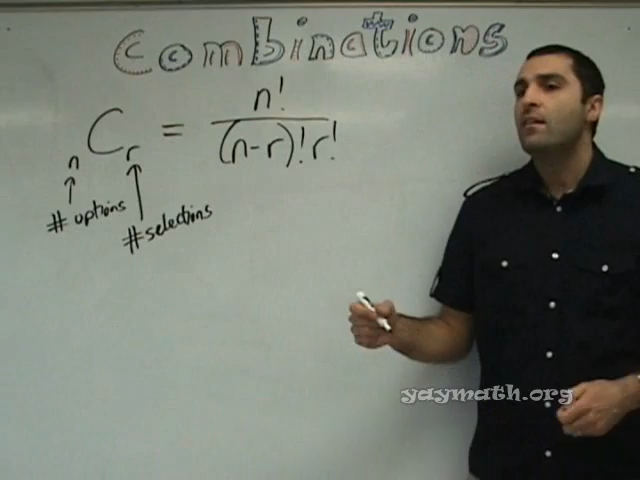 Combinations
nCr = n! / (n-r)! r!
# options
# selections
yaymath.org